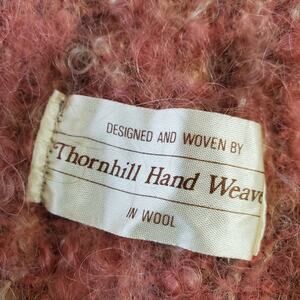 DESIGNED AND WOVEN BY
Thornhill Hand Weave
IN WOOL